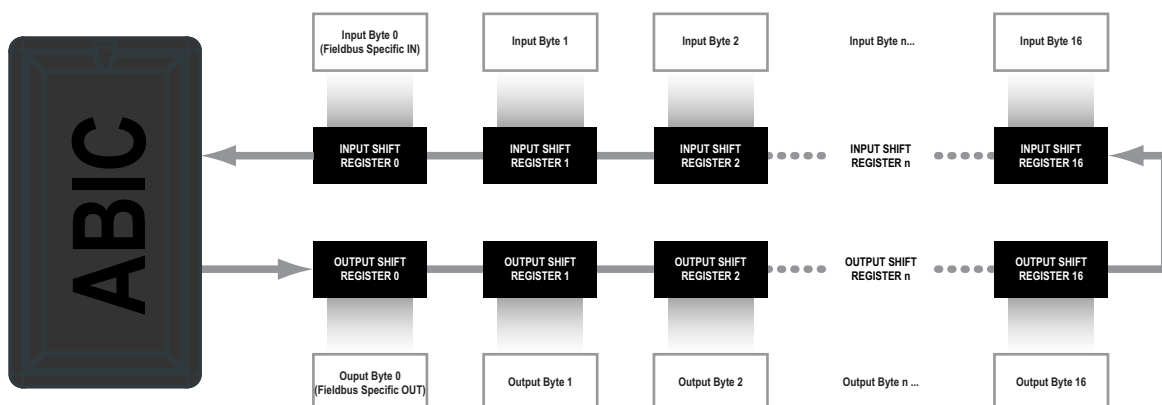 Input Byte 0
(Fieldbus Specific IN)
Input Byte 1
Input Byte 2
Input Byte n...
Input Byte 16
ABIC
INPUT SHIFT
REGISTER 0
INPUT SHIFT
REGISTER 1
INPUT SHIFT
REGISTER 2
INPUT SHIFT
REGISTER n
INPUT SHIFT
REGISTER 16
OUTPUT SHIFT
REGISTER 0
OUTPUT SHIFT
REGISTER 1
OUTPUT SHIFT
REGISTER 2
OUTPUT SHIFT
REGISTER n
OUTPUT SHIFT
REGISTER 16
Ouput Byte 0
(Fieldbus Specific OUT)
Output Byte 1
Output Byte 2
Output Byte n ...
Output Byte 16